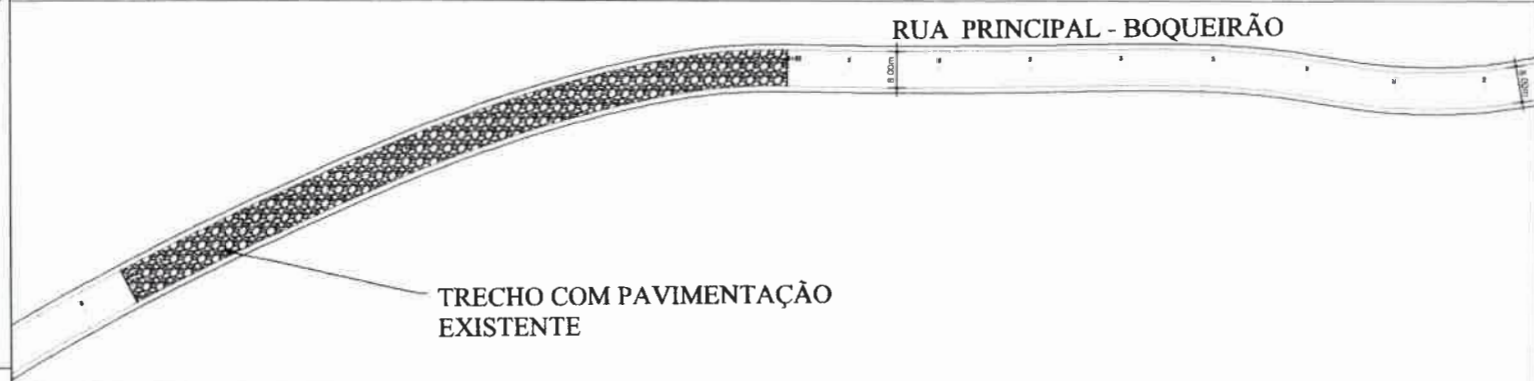 RUA PRINCIPAL - BOQUEIRÃO
8.00m
TRECHO COM PAVIMENTAÇÃO
EXISTENTE